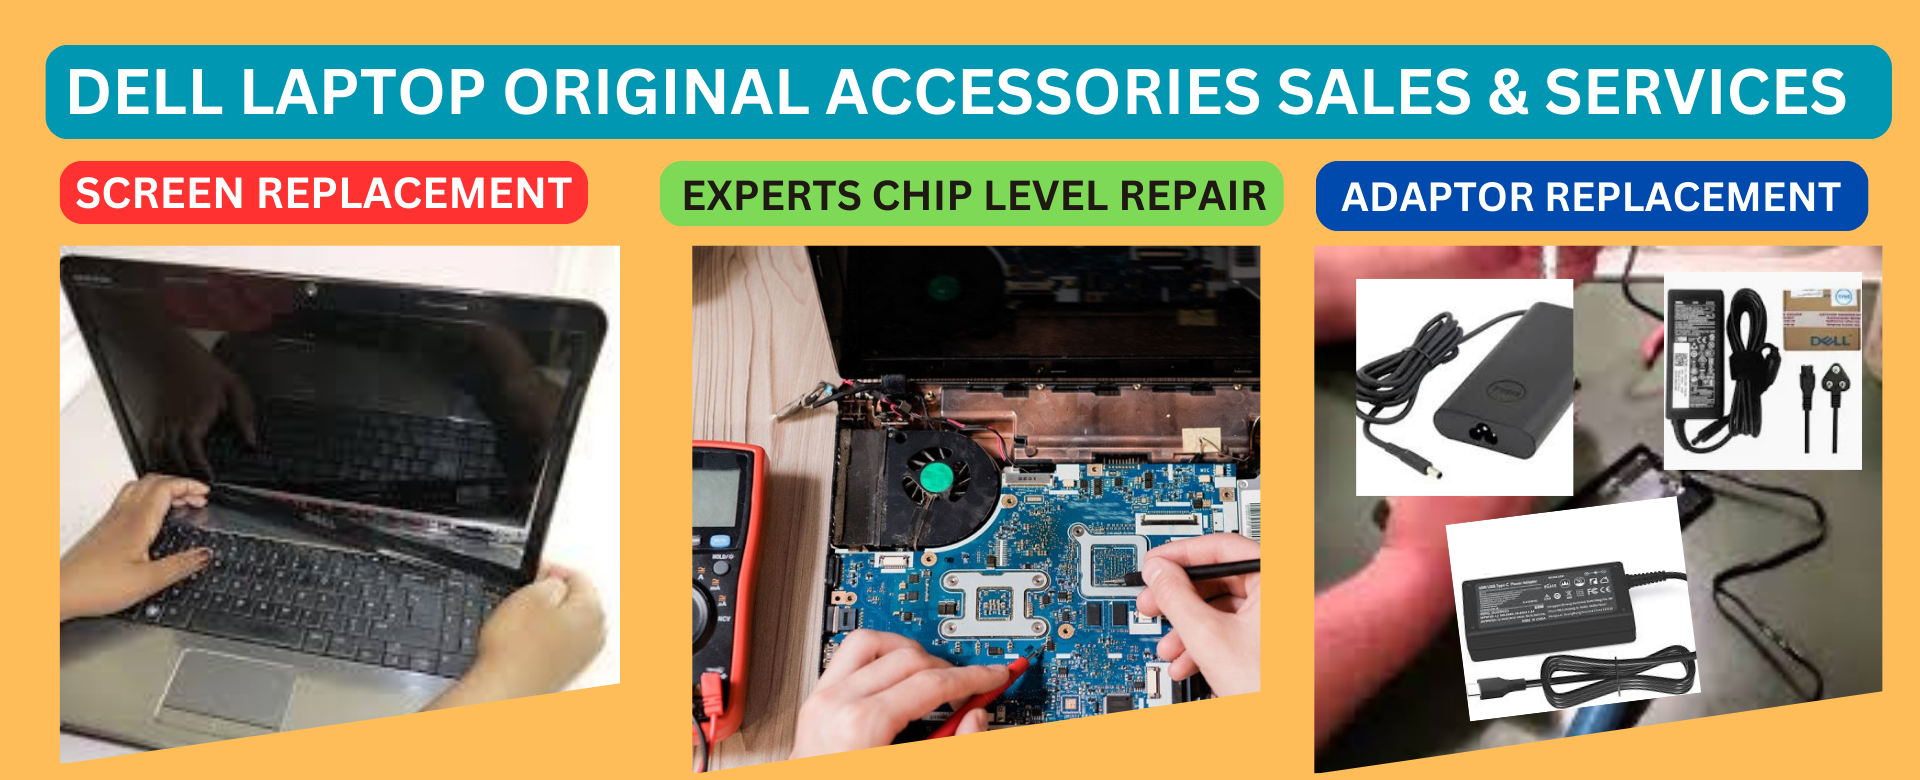 DELL LAPTOP ORIGINAL ACCESSORIES SALES & SERVICES
SCREEN REPLACEMENT
EXPERTS CHIP LEVEL REPAIR
ADAPTOR REPLACEMENT
DELL